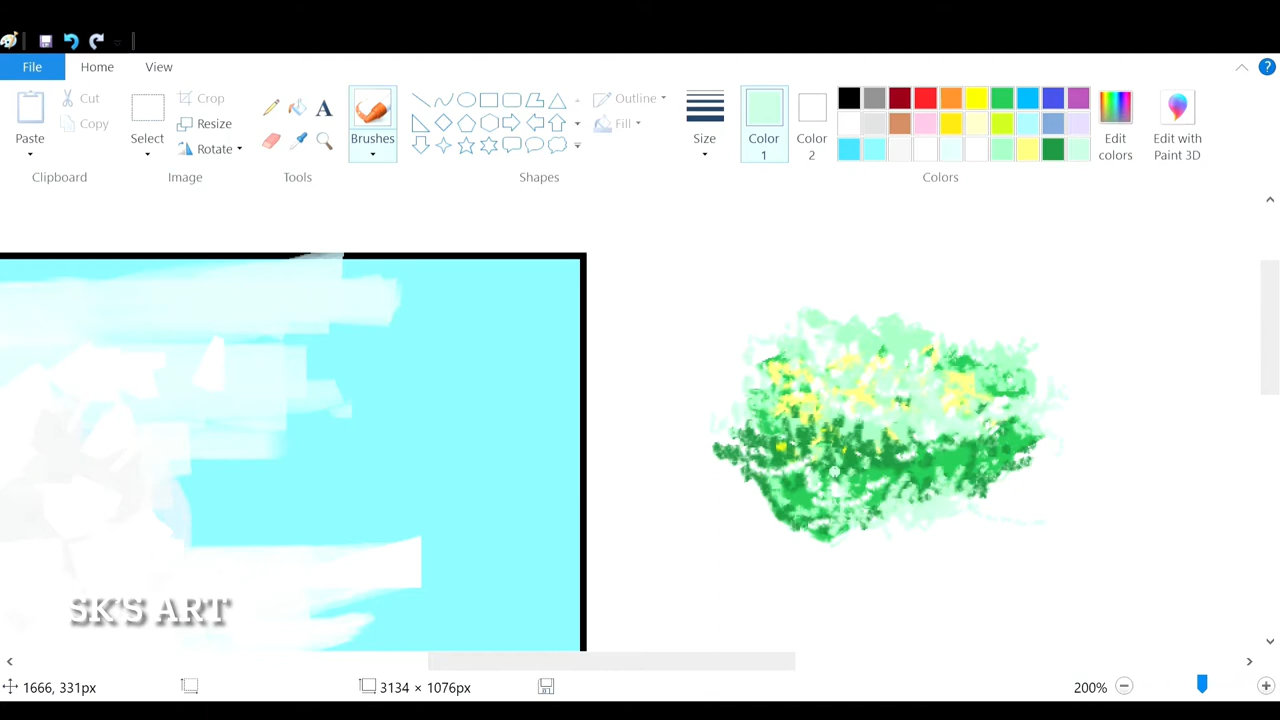 File Home View
Paste
Cut
Copy
Clipboard
Select
Crop
Resize
Rotate
Image
A
Tools
Brushes
Outline
Fill
Shapes
Size
Color
1
Color
2
Edit
colors
Edit with
Paint 3D
Colors
?
SK'S ART
1666, 331px
3134 × 1076px
200%